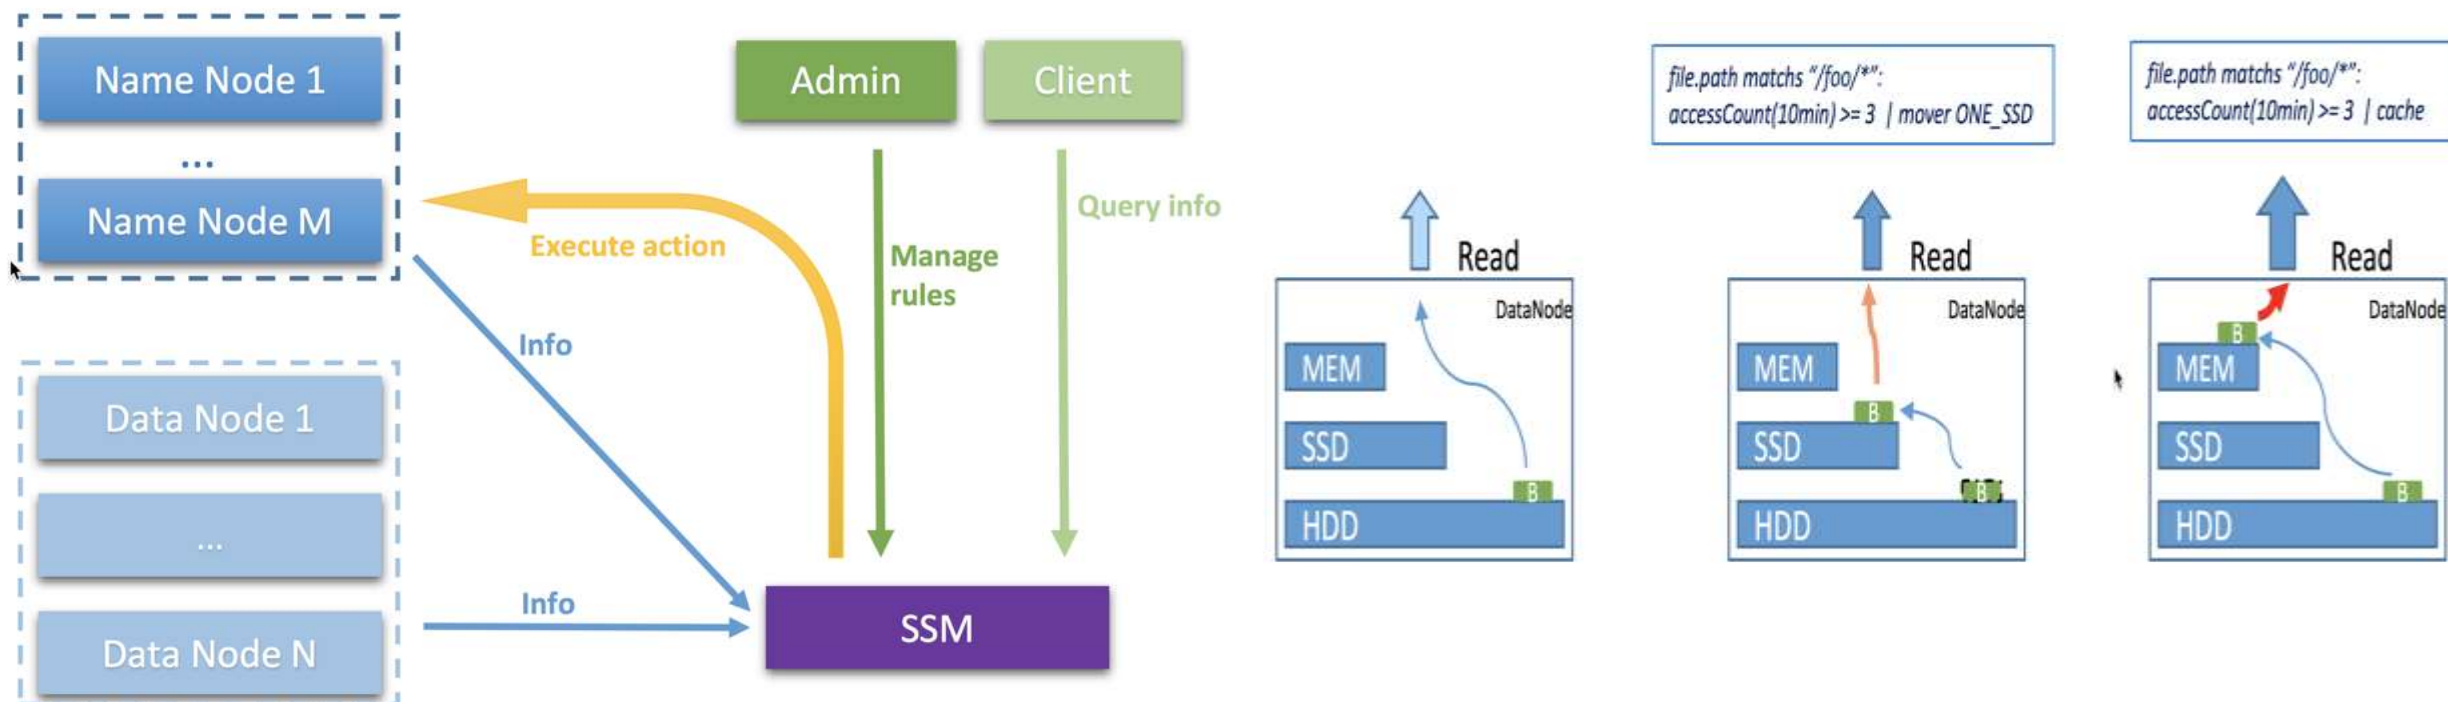 Name Node 1
...
Name Node M
Data Node 1
...
Data Node N
Admin
Client
Execute action
Manage
rules
Query info
Info
Info
SSM
Read
DataNode
MEM
SSD
B
HDD
file.path matchs "/foo/*":
accessCount(10min) >= 3 | mover ONE_SSD
Read
DataNode
MEM
B
SSD
B
HDD
file.path matchs "/foo/*":
accessCount(10min) >= 3 | cache
Read
DataNode
B
MEM
SSD
B
HDD